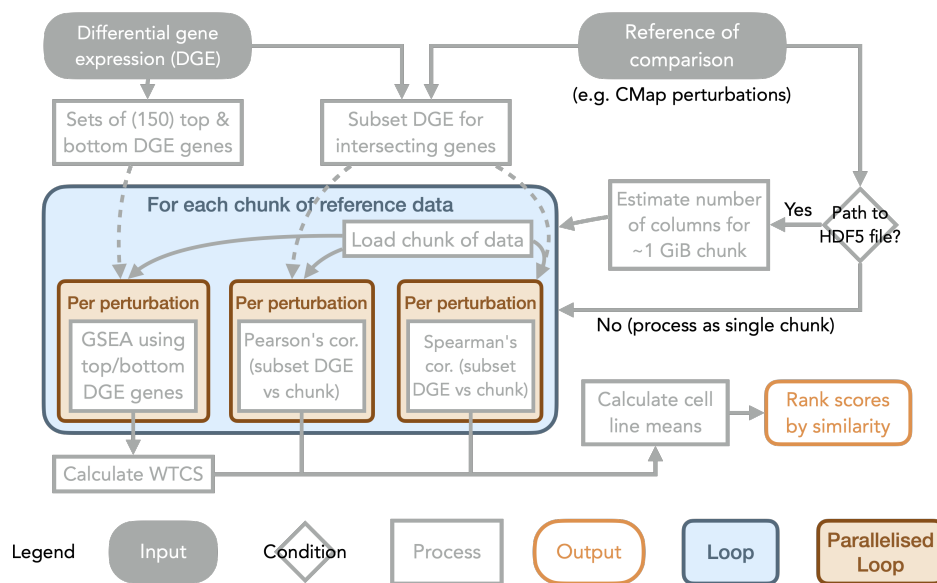 Differential gene
expression (DGE)
Reference of
comparison
(e.g. CMap perturbations)
Sets of (150) top &
bottom DGE genes
Subset DGE for
intersecting genes
For each chunk of reference data
Load chunk of data
Estimate number
of columns for
~1 GiB chunk
Yes
Path to
HDF5 file?
No (process as single chunk)
Per perturbation
GSEA using
top/bottom
DGE genes
Per perturbation
Pearson's cor.
(subset DGE
vs chunk)
Per perturbation
Spearman's
cor. (subset
DGE vs chunk)
Calculate WTCS
Calculate cell
line means
Rank scores
by similarity
Legend
Input
Condition
Process
Output
Loop
Parallelised
Loop